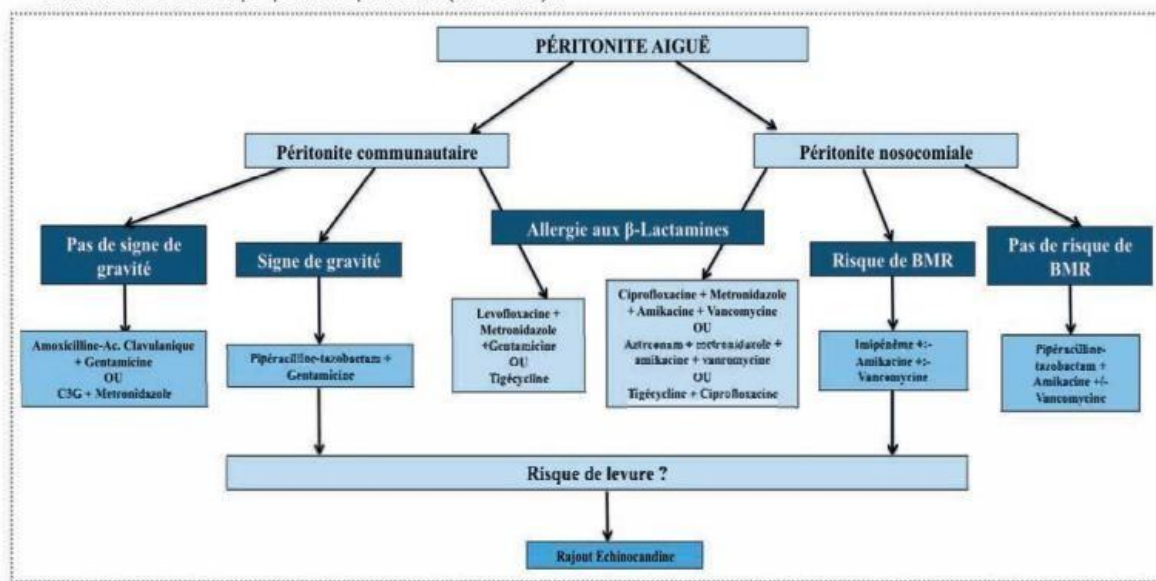 PÉRITONITE AIGUË
Péritonite communautaire
Péritonite nosocomiale
Allergie aux β-Lactamines
Pas de signe de
gravité
Signe de gravité
Risque de BMR
Pas de risque de
BMR
Amoxicilline-Ac. Clavulanique
+ Gentamicine
OU
C3G + Metronidazole
Pipéracilline-tazobactam +
Gentamicine
Levofloxacine +
Metronidazole
+Gentamicine
OU
Tigécycline
Ciprofloxacine + Metronidazole
+ Amikacine + Vancomycine
OU
Aztreonam + metronidazole +
amikacine + vancomycine
OU
Tigécycline + Ciprofloxacine
Imipénème +:-
Amikacine +:-
Vancomycine
Pipéracilline-
tazobactam +
Amikacine +/-
Vancomycine
Risque de levure ?
Rajout Echinocandine